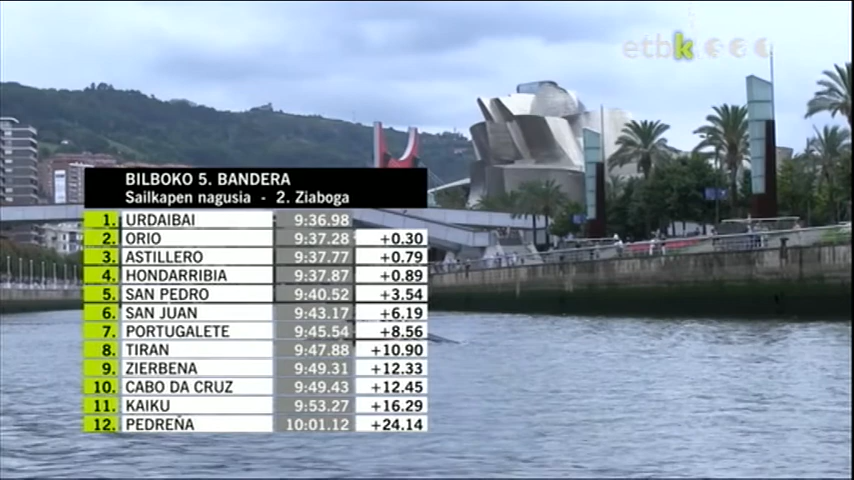 etbk
BILBOKO 5. BANDERA
Sailkapen nagusia - 2. Ziaboga
1. URDAIBAI 9:36.98
2. ORIO 9:37.28 +0.30
3. ASTILLERO 9:37.77 +0.79
4. HONDARRIBIA 9:37.87 +0.89
5. SAN PEDRO 9:40.52 +3.54
6. SAN JUAN 9:43.17 +6.19
7. PORTUGALETE 9:45.54 +8.56
8. TIRAN 9:47.88 +10.90
9. ZIERBENA 9:49.31 +12.33
10. CABO DA CRUZ 9:49.43 +12.45
11. KAIKU 9:53.27 +16.29
12. PEDREÑA 10:01.12 +24.14